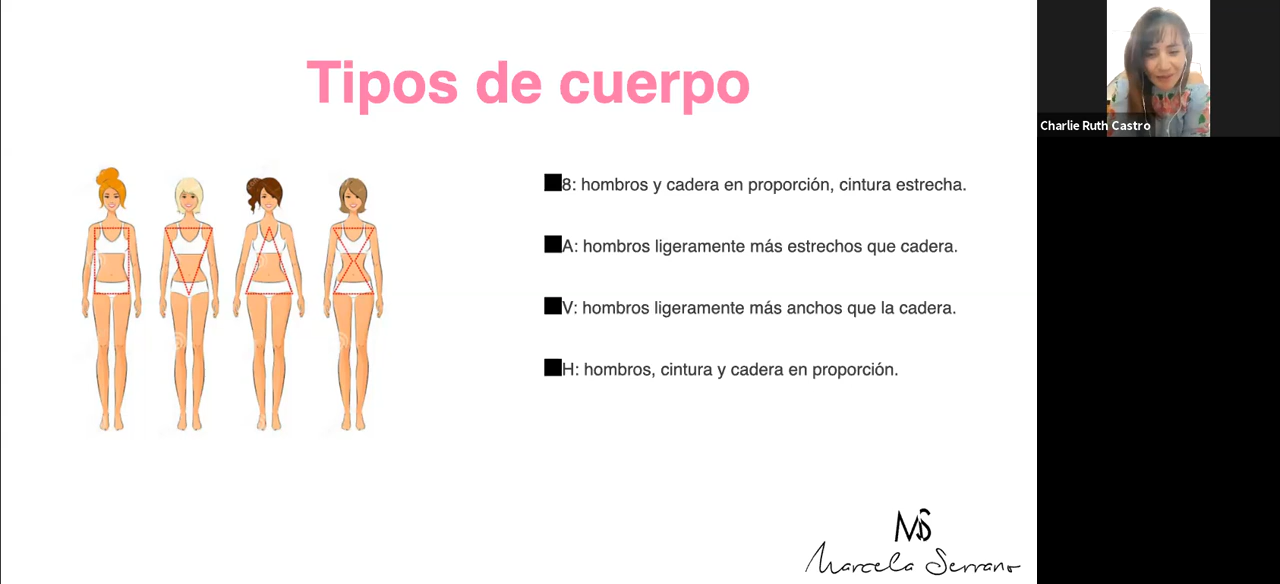 Tipos de cuerpo
Charlie Ruth Castro
8: hombros y cadera en proporción, cintura estrecha.
A: hombros ligeramente más estrechos que cadera.
V: hombros ligeramente más anchos que la cadera.
H: hombros, cintura y cadera en proporción.
MS
Marcela Serrano